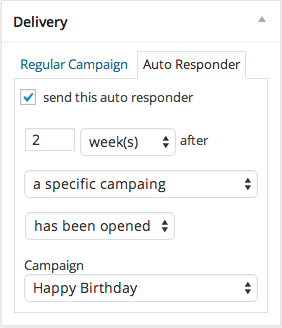 Delivery
Regular Campaign Auto Responder
send this auto responder
2 week(s) after
a specific campaing
has been opened
Campaign
Happy Birthday